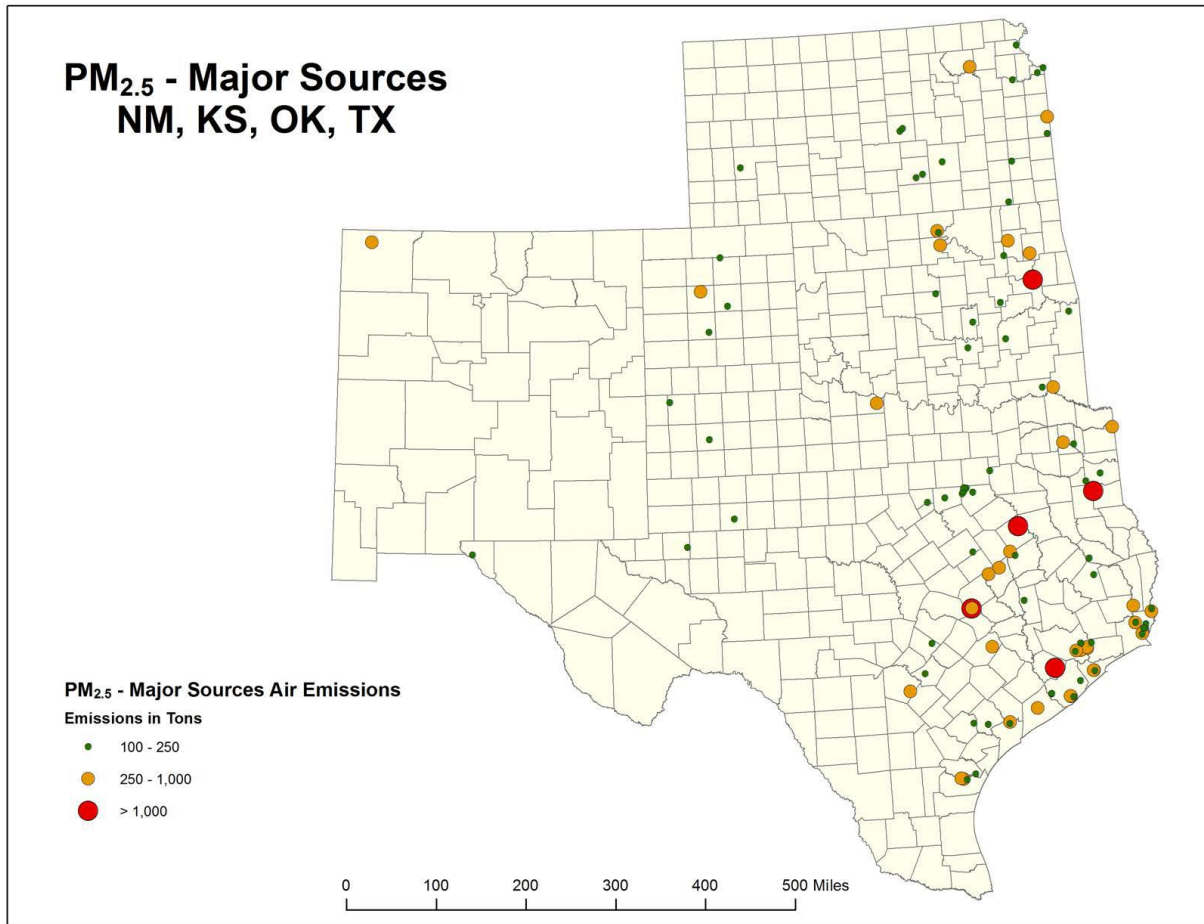 PM2.5 - Major Sources
NM, KS, OK, TX
PM2.5 - Major Sources Air Emissions
Emissions in Tons
100 - 250
250 - 1,000
> 1,000
0 100 200 300 400 500 Miles